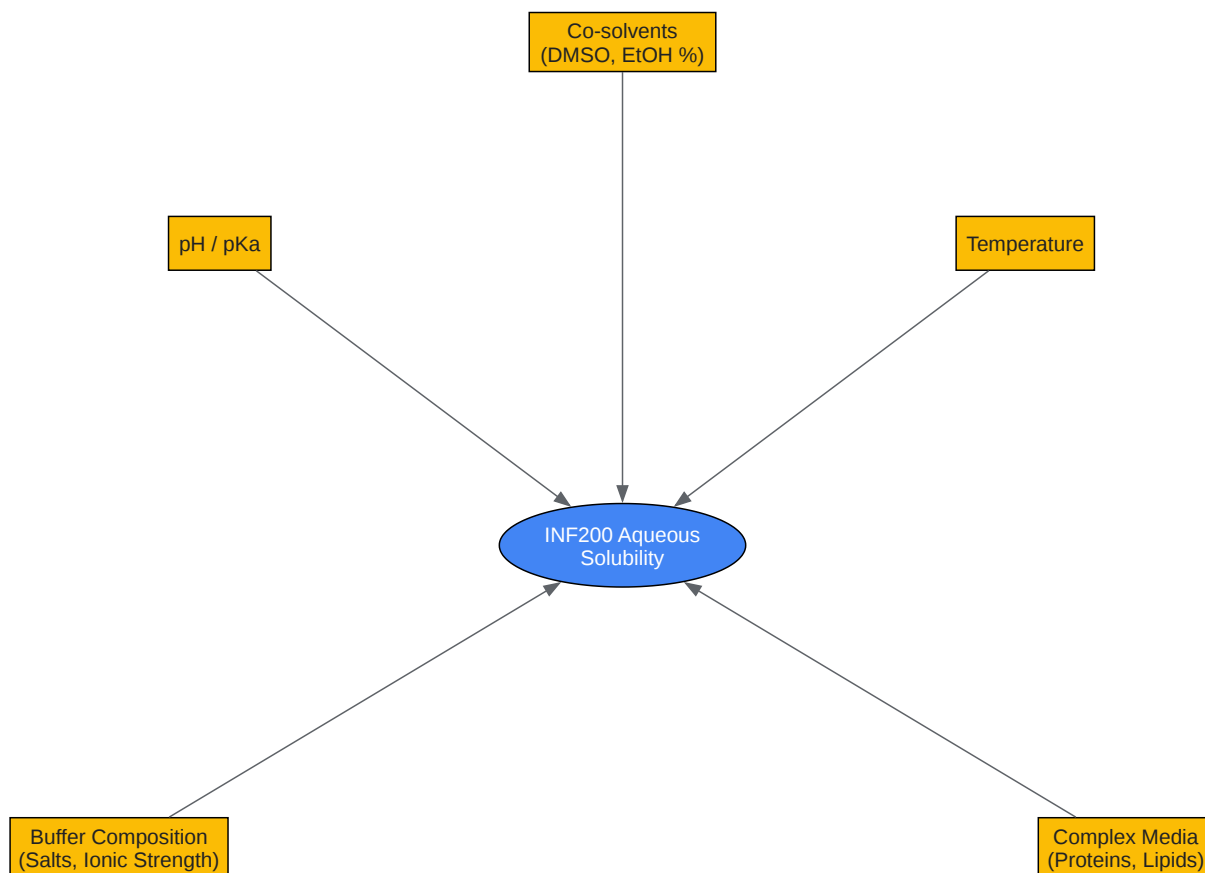 Co-solvents
(DMSO, EtOH %)
pH / pKa
Temperature
INF200 Aqueous
Solubility
Buffer Composition
(Salts, Ionic Strength)
Complex Media
(Proteins, Lipids)